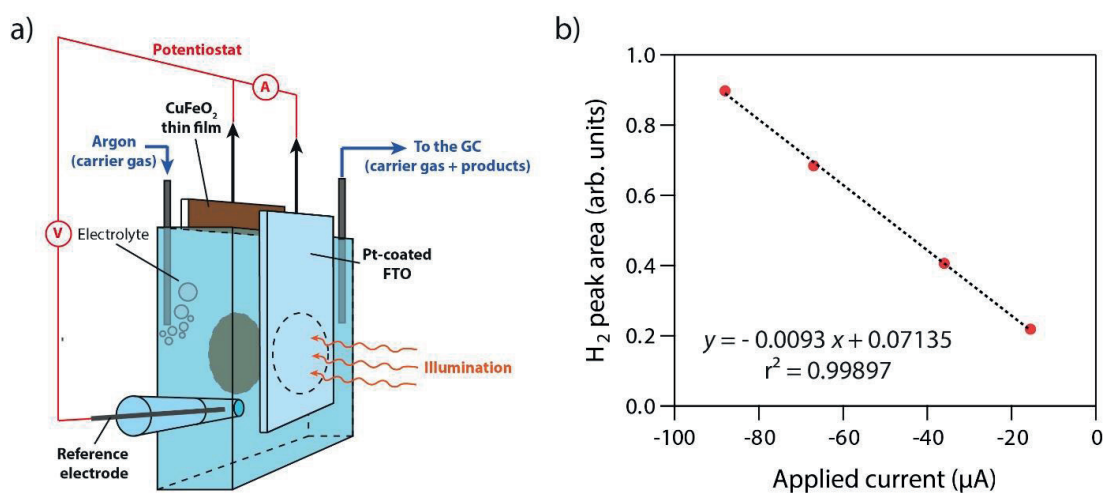 a)
Potentiostat
A
CuFeO2
thin film
Argon
(carrier gas)
To the GC
(carrier gas + products)
V
Electrolyte
Pt-coated
FTO
Illumination
Reference
electrode
b)
H2 peak area (arb. units)
1.0
0.8
0.6
0.4
0.2
0.0
y = - 0.0093 x + 0.07135
r² = 0.99897
-100
-80
-60
-40
-20
0
Applied current (µA)